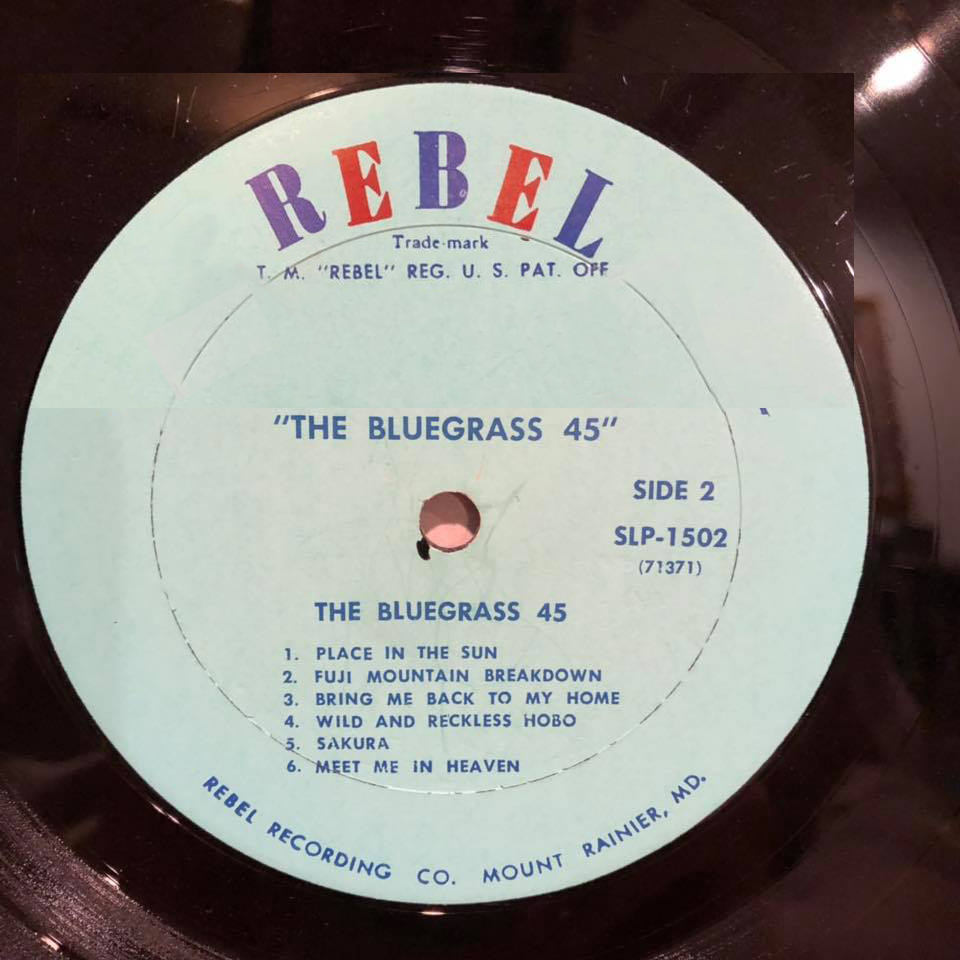 REBEL
Trade-mark
T. M. "REBEL" REG. U. S. PAT. OFF
"THE BLUEGRASS 45"
SIDE 2
SLP-1502
(71371)
THE BLUEGRASS 45
1. PLACE IN THE SUN
2. FUJI MOUNTAIN BREAKDOWN
3. BRING ME BACK TO MY HOME
4. WILD AND RECKLESS HOBO
5. SAKURA
6. MEET ME IN HEAVEN
REBEL RECORDING CO. MOUNT RAINIER, MD.